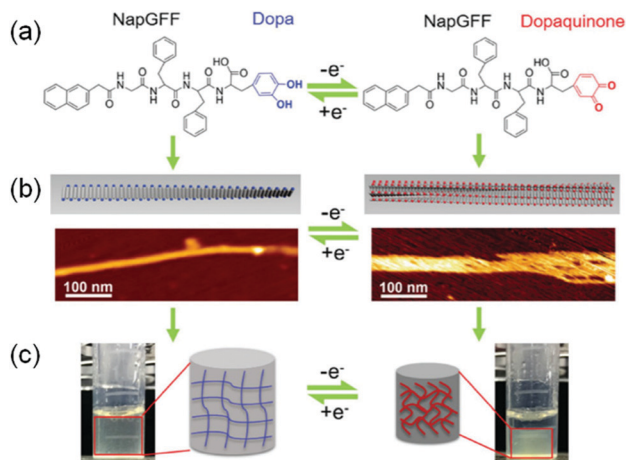 (a)
NapGFF Dopa
NapGFF Dopaquinone
O
H
N
O
N
H
O
H
N
O
N
H
HO
O
OH
OH
-e⁻
+e⁻
O
H
N
O
N
H
O
H
N
O
N
H
HO
O
O
O
(b)
-e⁻
+e⁻
100 nm
100 nm
(c)
-e⁻
+e⁻